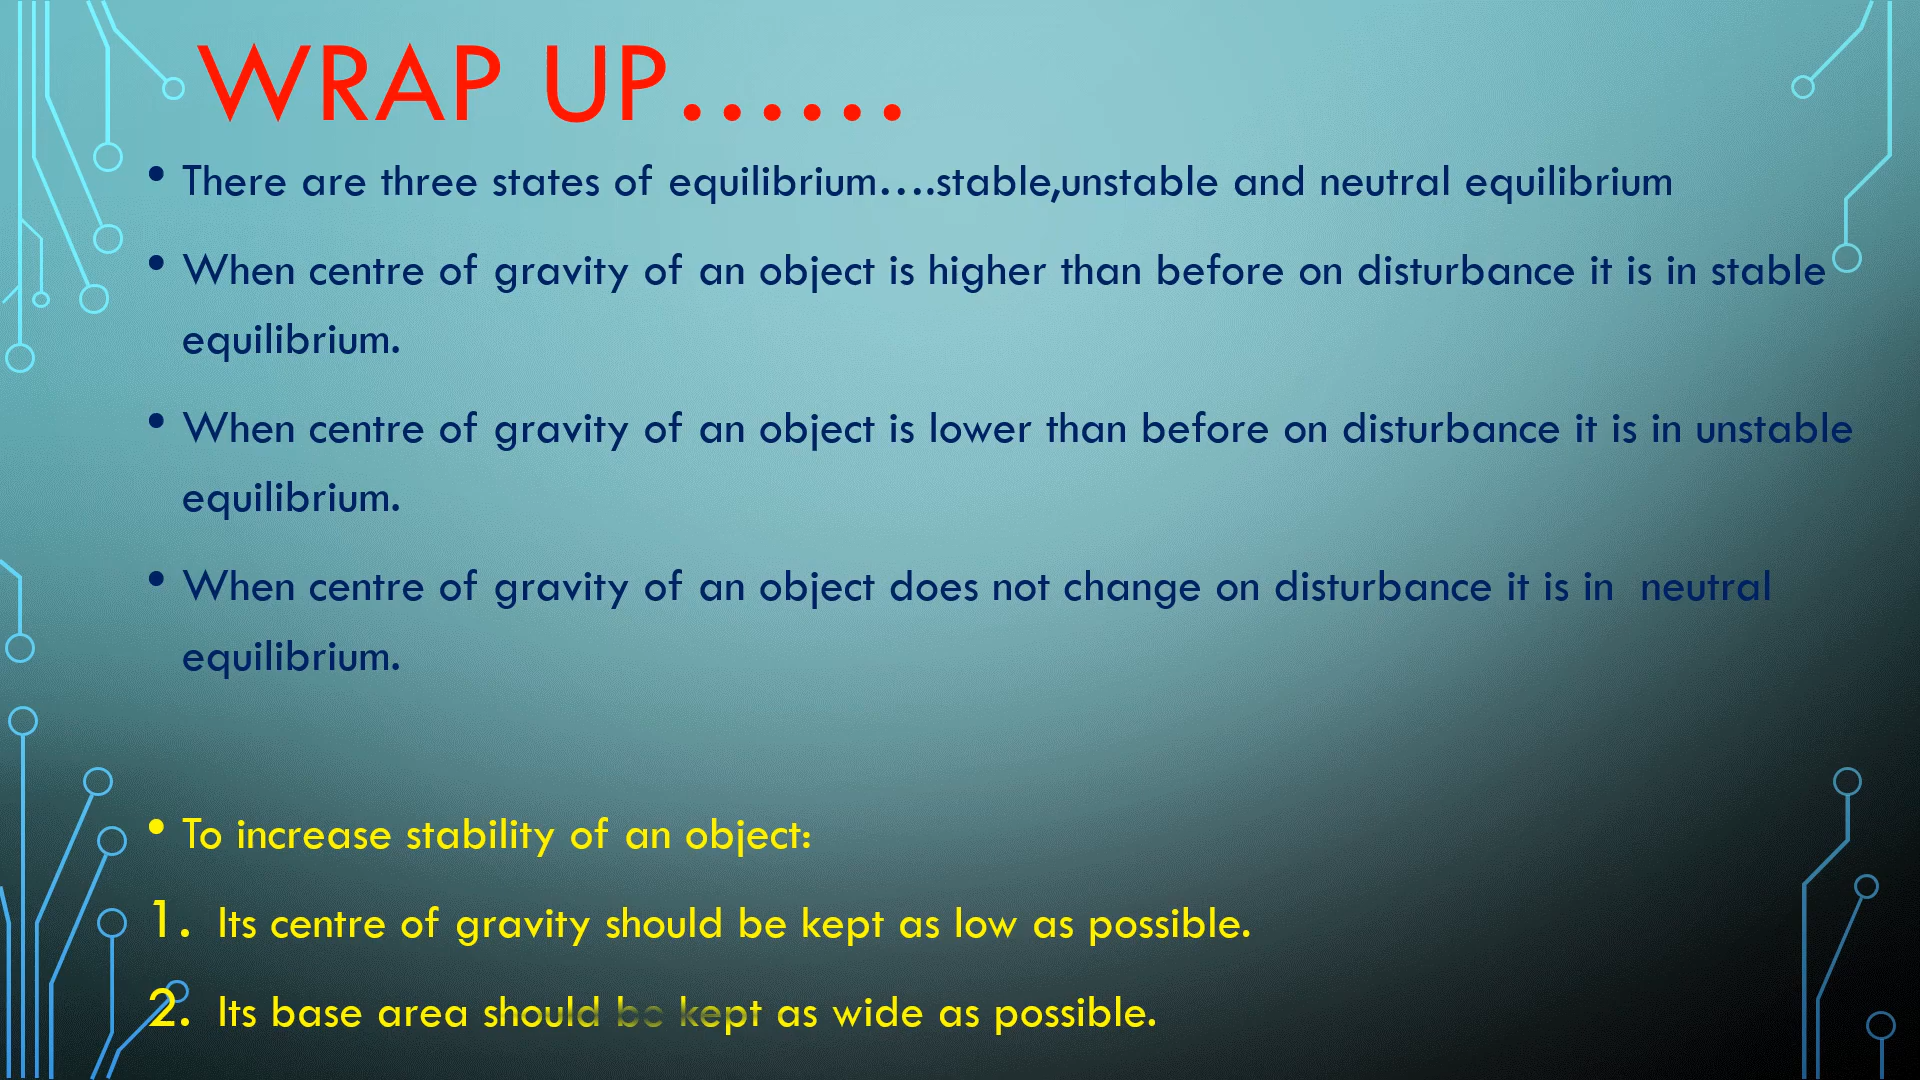 WRAP UP......
• There are three states of equilibrium....stable,unstable and neutral equilibrium
• When centre of gravity of an object is higher than before on disturbance it is in stable
equilibrium.
• When centre of gravity of an object is lower than before on disturbance it is in unstable
equilibrium.
• When centre of gravity of an object does not change on disturbance it is in  neutral
equilibrium.
• To increase stability of an object:
1. Its centre of gravity should be kept as low as possible.
2. Its base area should be kept as wide as possible.